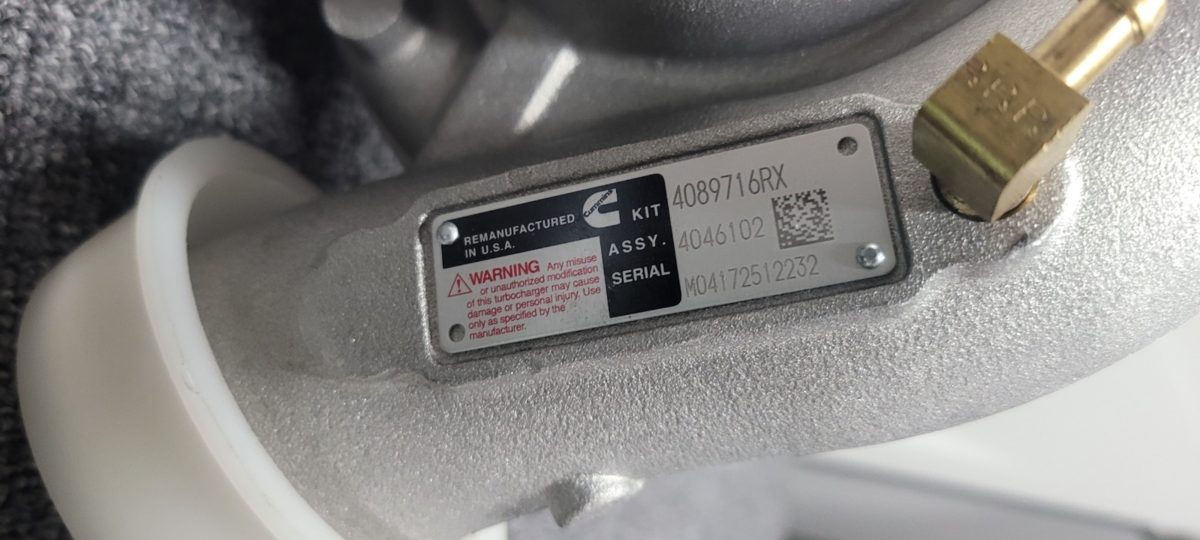 REMANUFACTURED
IN U.S.A.
Cummins
WARNING Any misuse
or unauthorized modification
of this turbocharger may cause
damage or personal injury. Use
only as specified by the
manufacturer.
KIT 4089716RX
ASSY. 4046102
SERIAL M04172512232